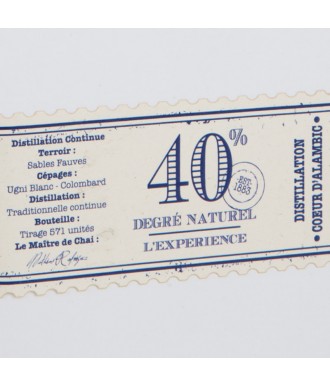 Distillation Continue
Terroir :
Sables Fauves
Cépages :
Ugni Blanc - Colombard
Distillation :
Traditionnelle continue
Bouteille :
Tirage 571 unités
Le Maître de Chai :
40%
EST.
1883
DEGRÉ NATUREL
L'EXPERIENCE
DISTILLATION
COEUR D'ALAMBIC •